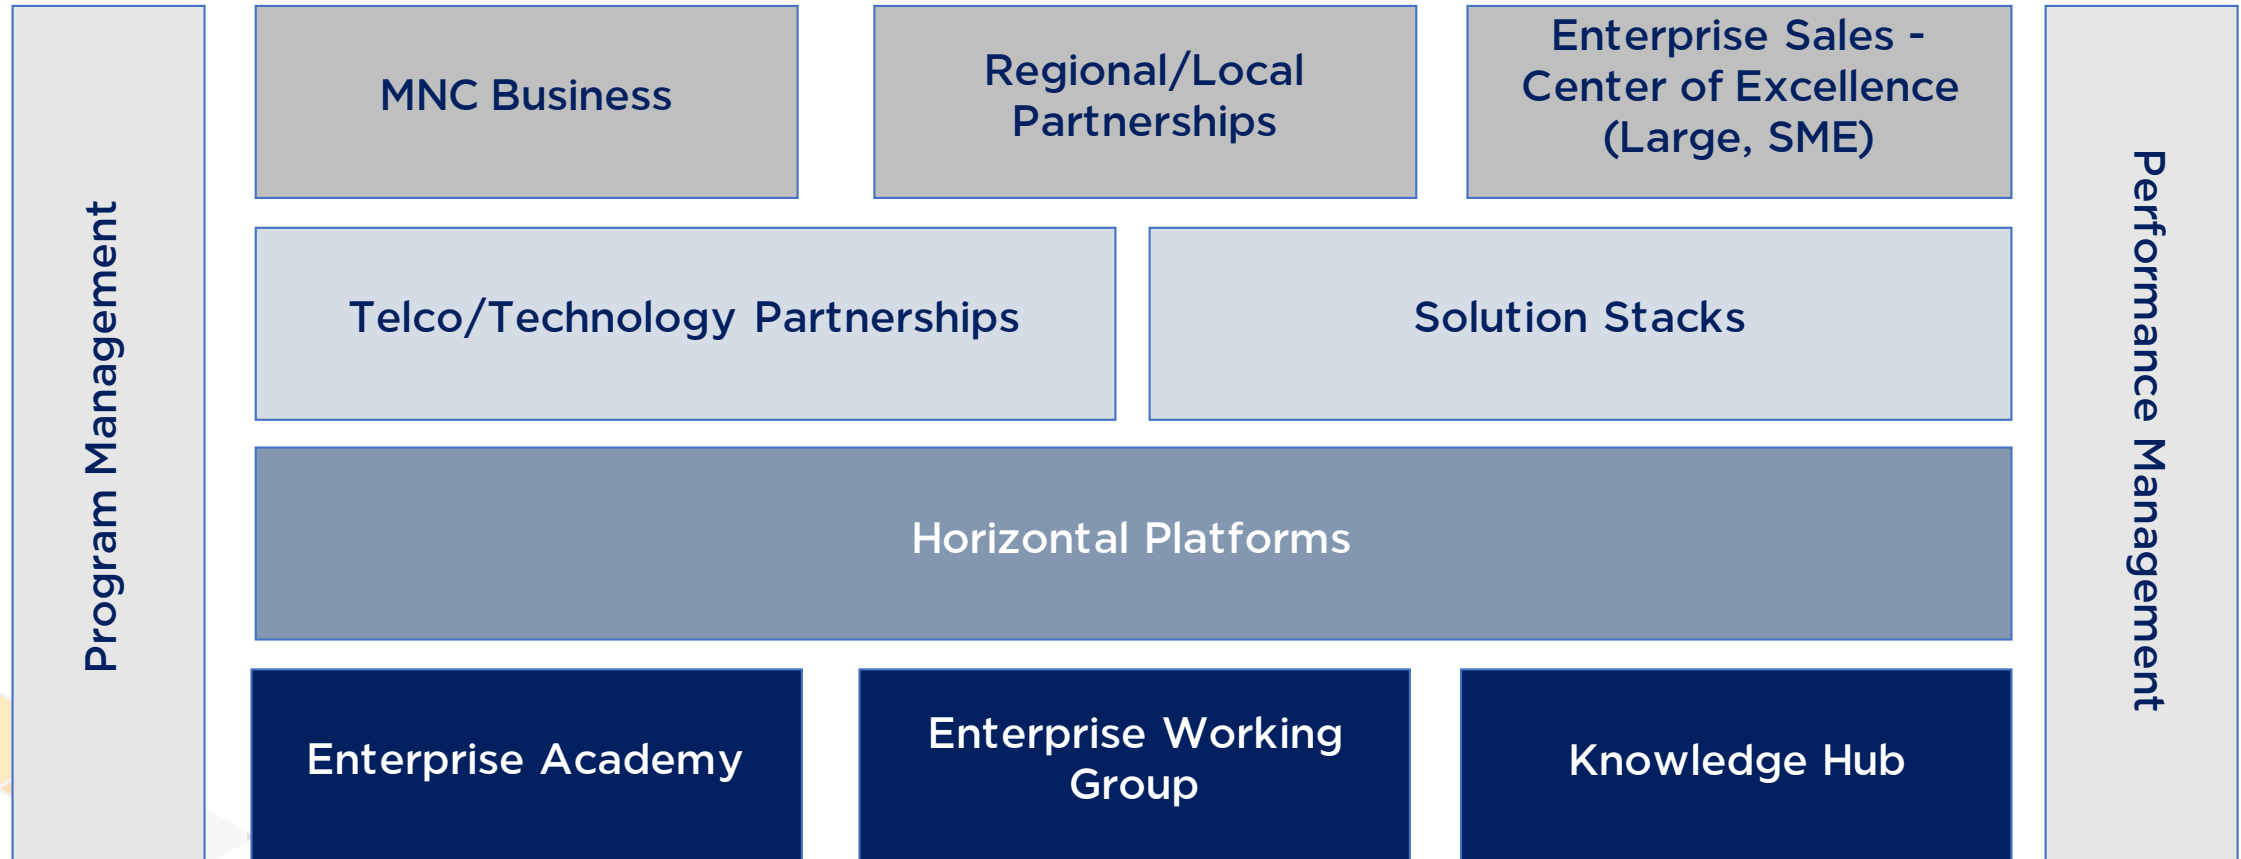 Program Management
MNC Business
Regional/Local
Partnerships
Enterprise Sales -
Center of Excellence
(Large, SME)
Telco/Technology Partnerships
Solution Stacks
Horizontal Platforms
Enterprise Academy
Enterprise Working
Group
Knowledge Hub
Performance Management